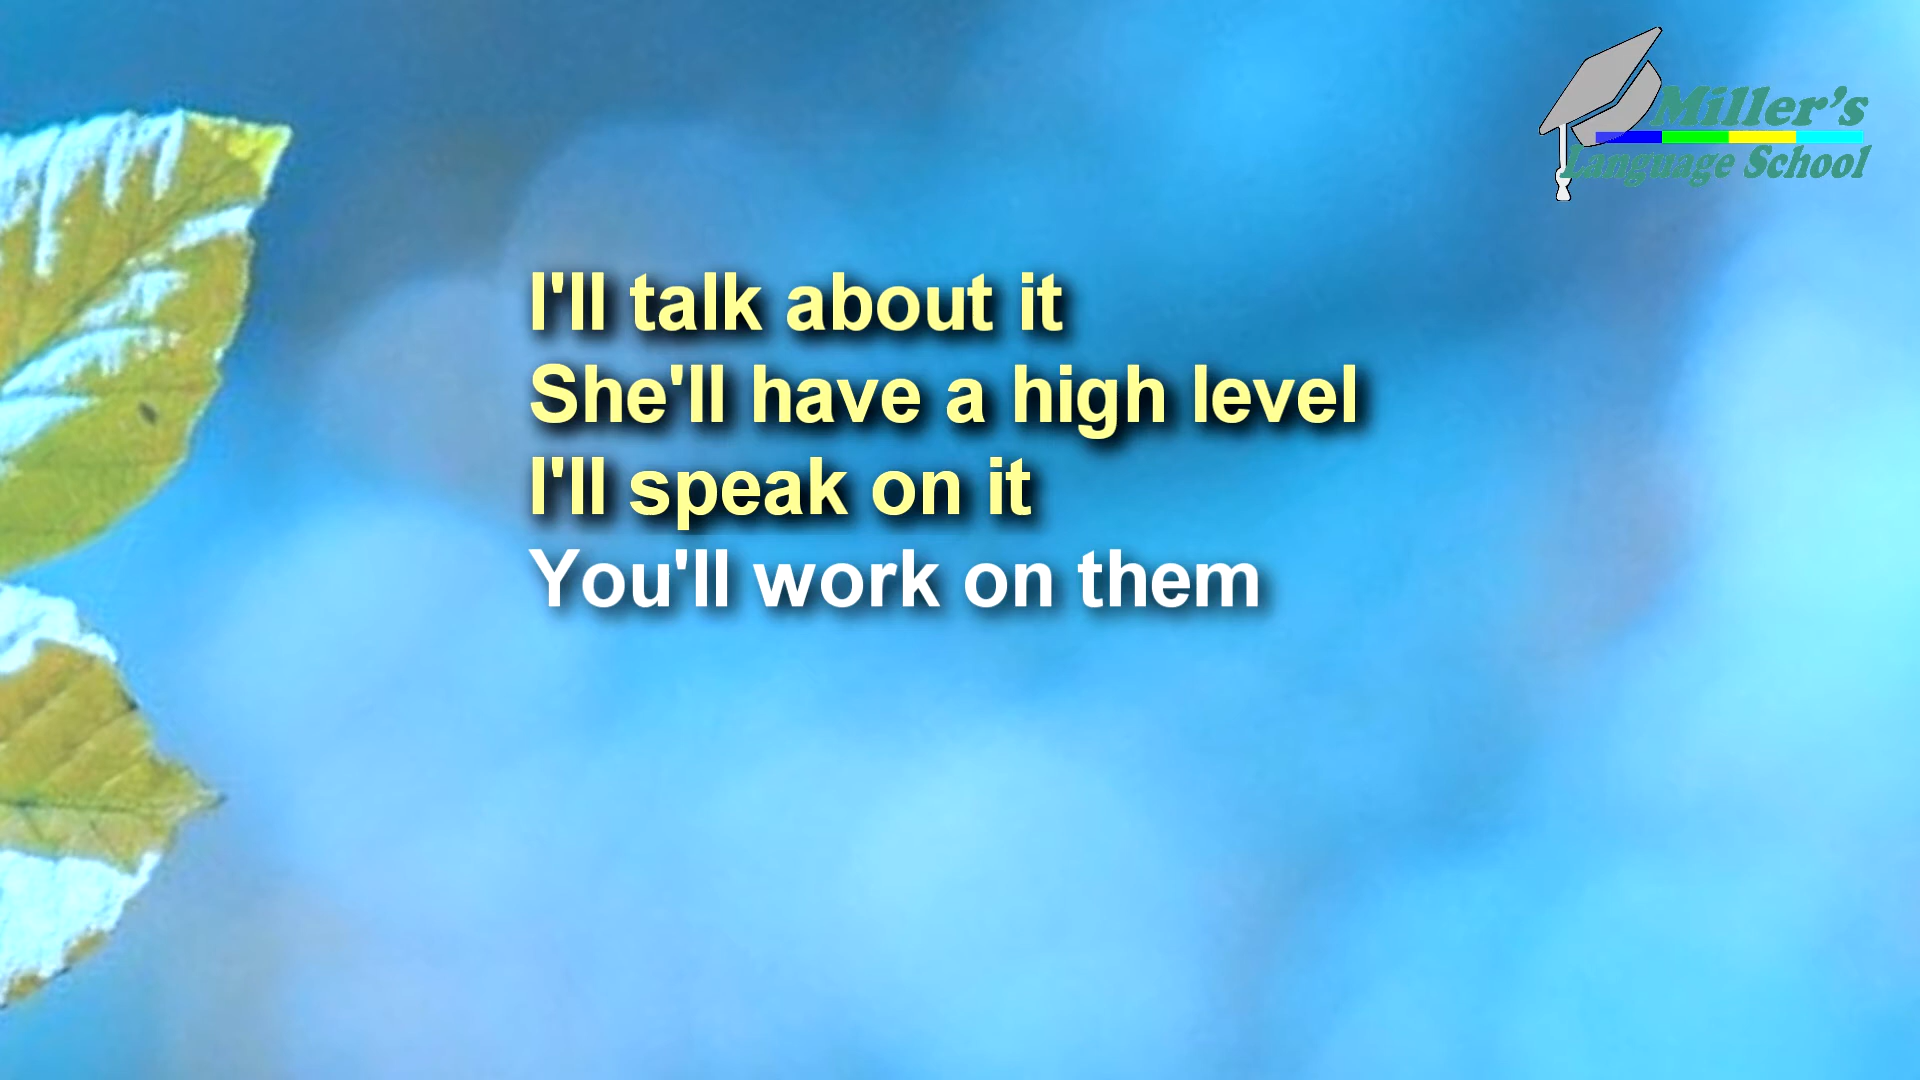 Miller's
Language School
I'll talk about it
She'll have a high level
I'll speak on it
You'll work on them